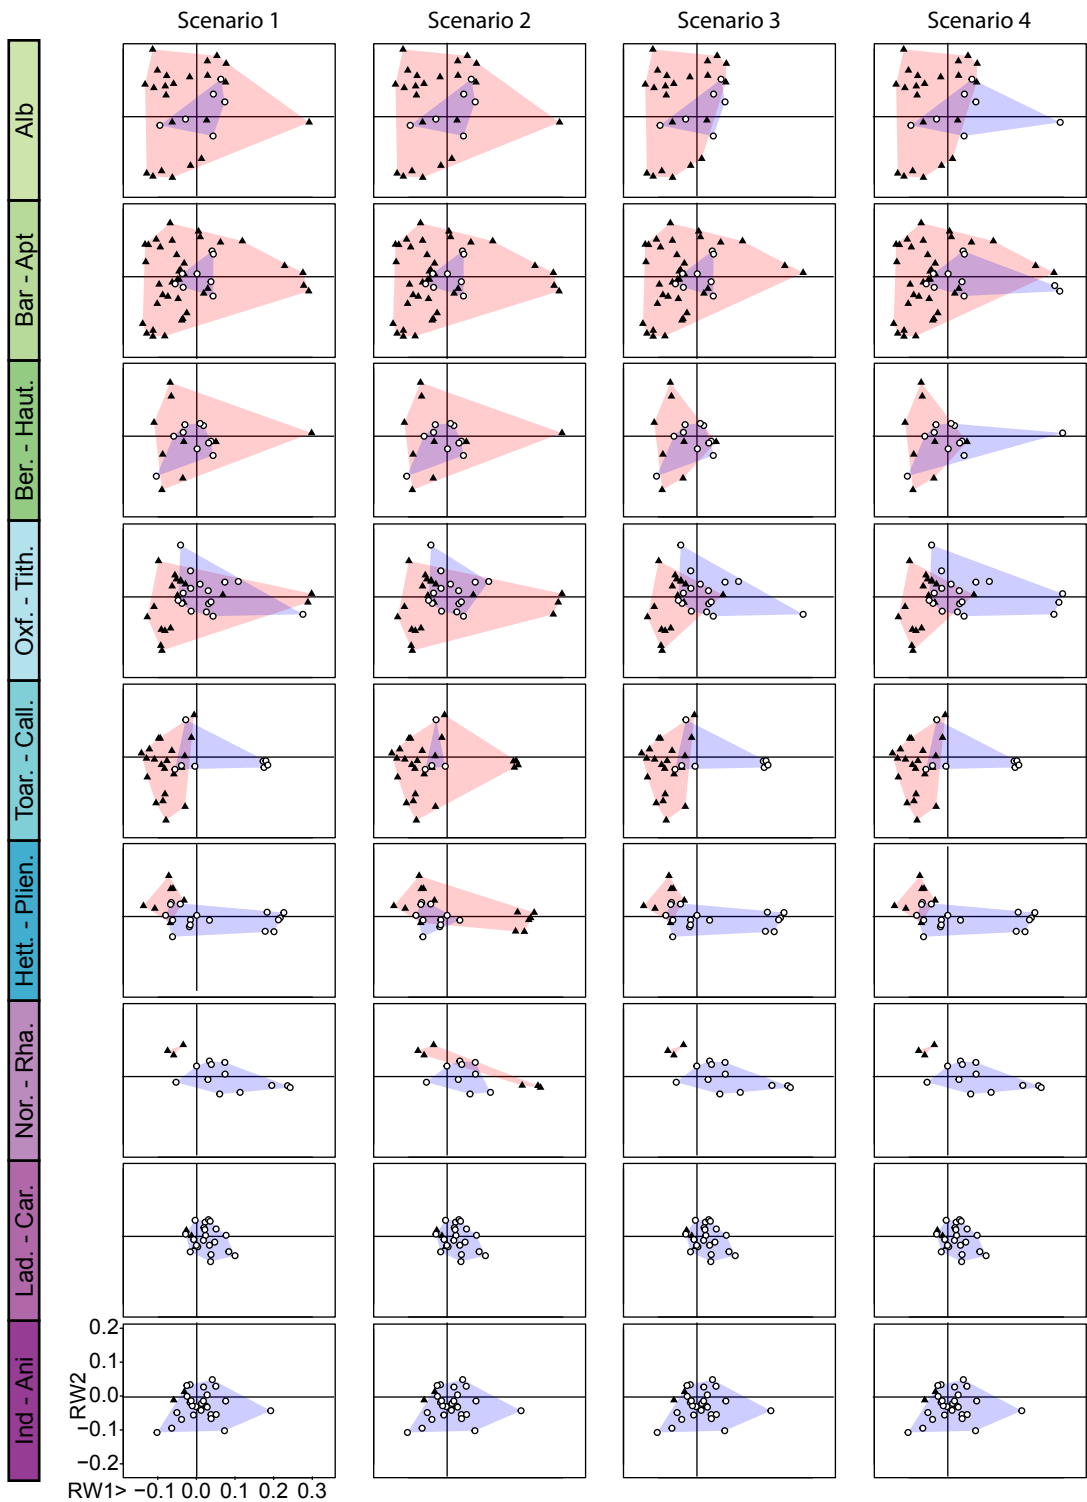 Scenario 1 Scenario 2 Scenario 3 Scenario 4
Alb
Bar - Apt
Ber. - Haut.
Oxf. - Tith.
Toar. - Call.
Hett. - Plien.
Nor. - Rha.
Lad. - Car.
Ind - Ani
RW2
0.2
0.1
0.0
−0.1
−0.2
RW1> −0.1 0.0 0.1 0.2 0.3